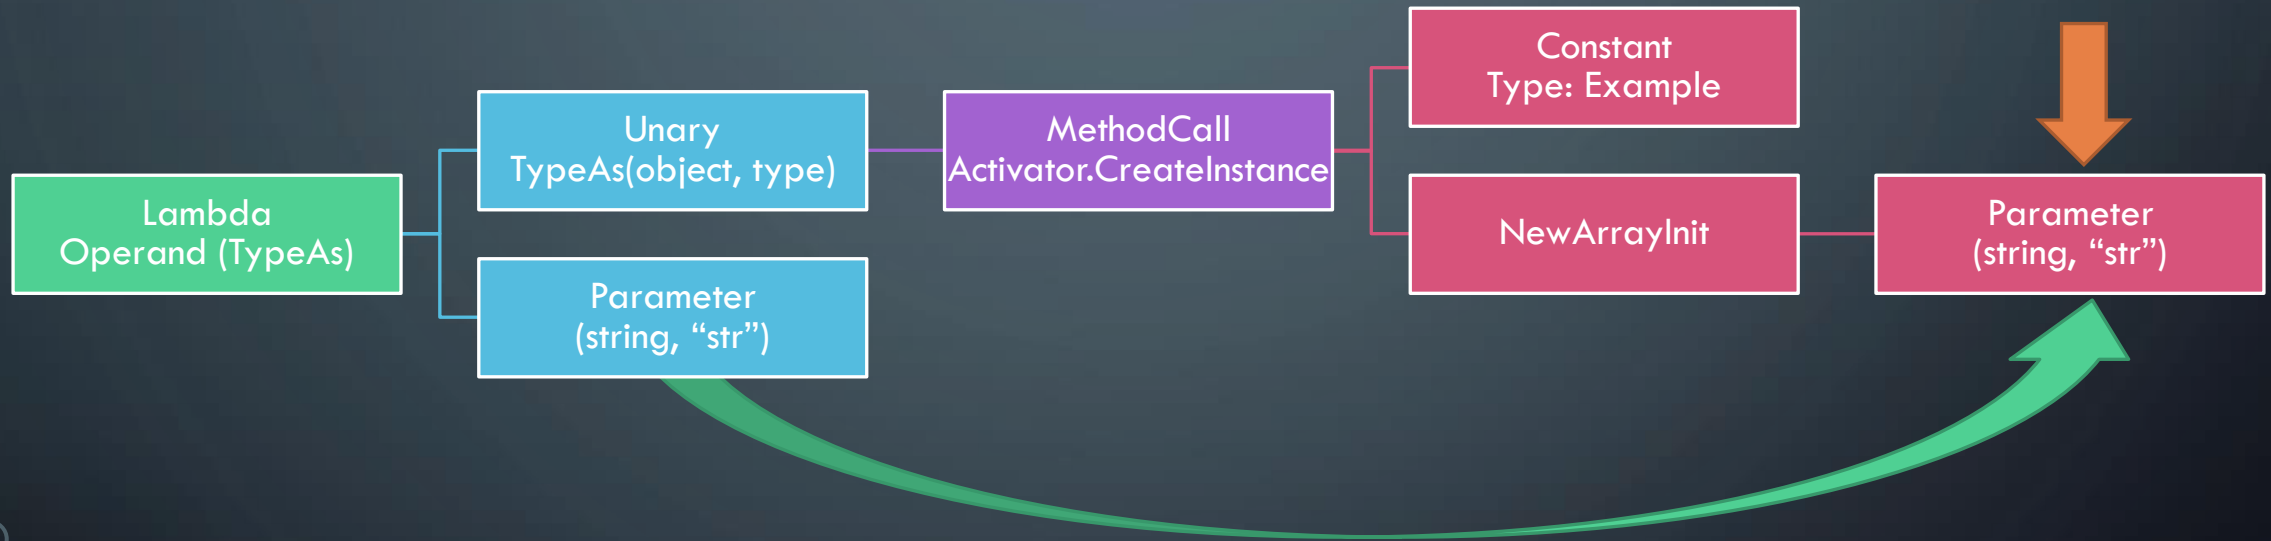 Lambda
Operand (TypeAs)
Unary
TypeAs(object, type)
Parameter
(string, “str”)
MethodCall
Activator.CreateInstance
Constant
Type: Example
NewArrayInit
Parameter
(string, “str”)